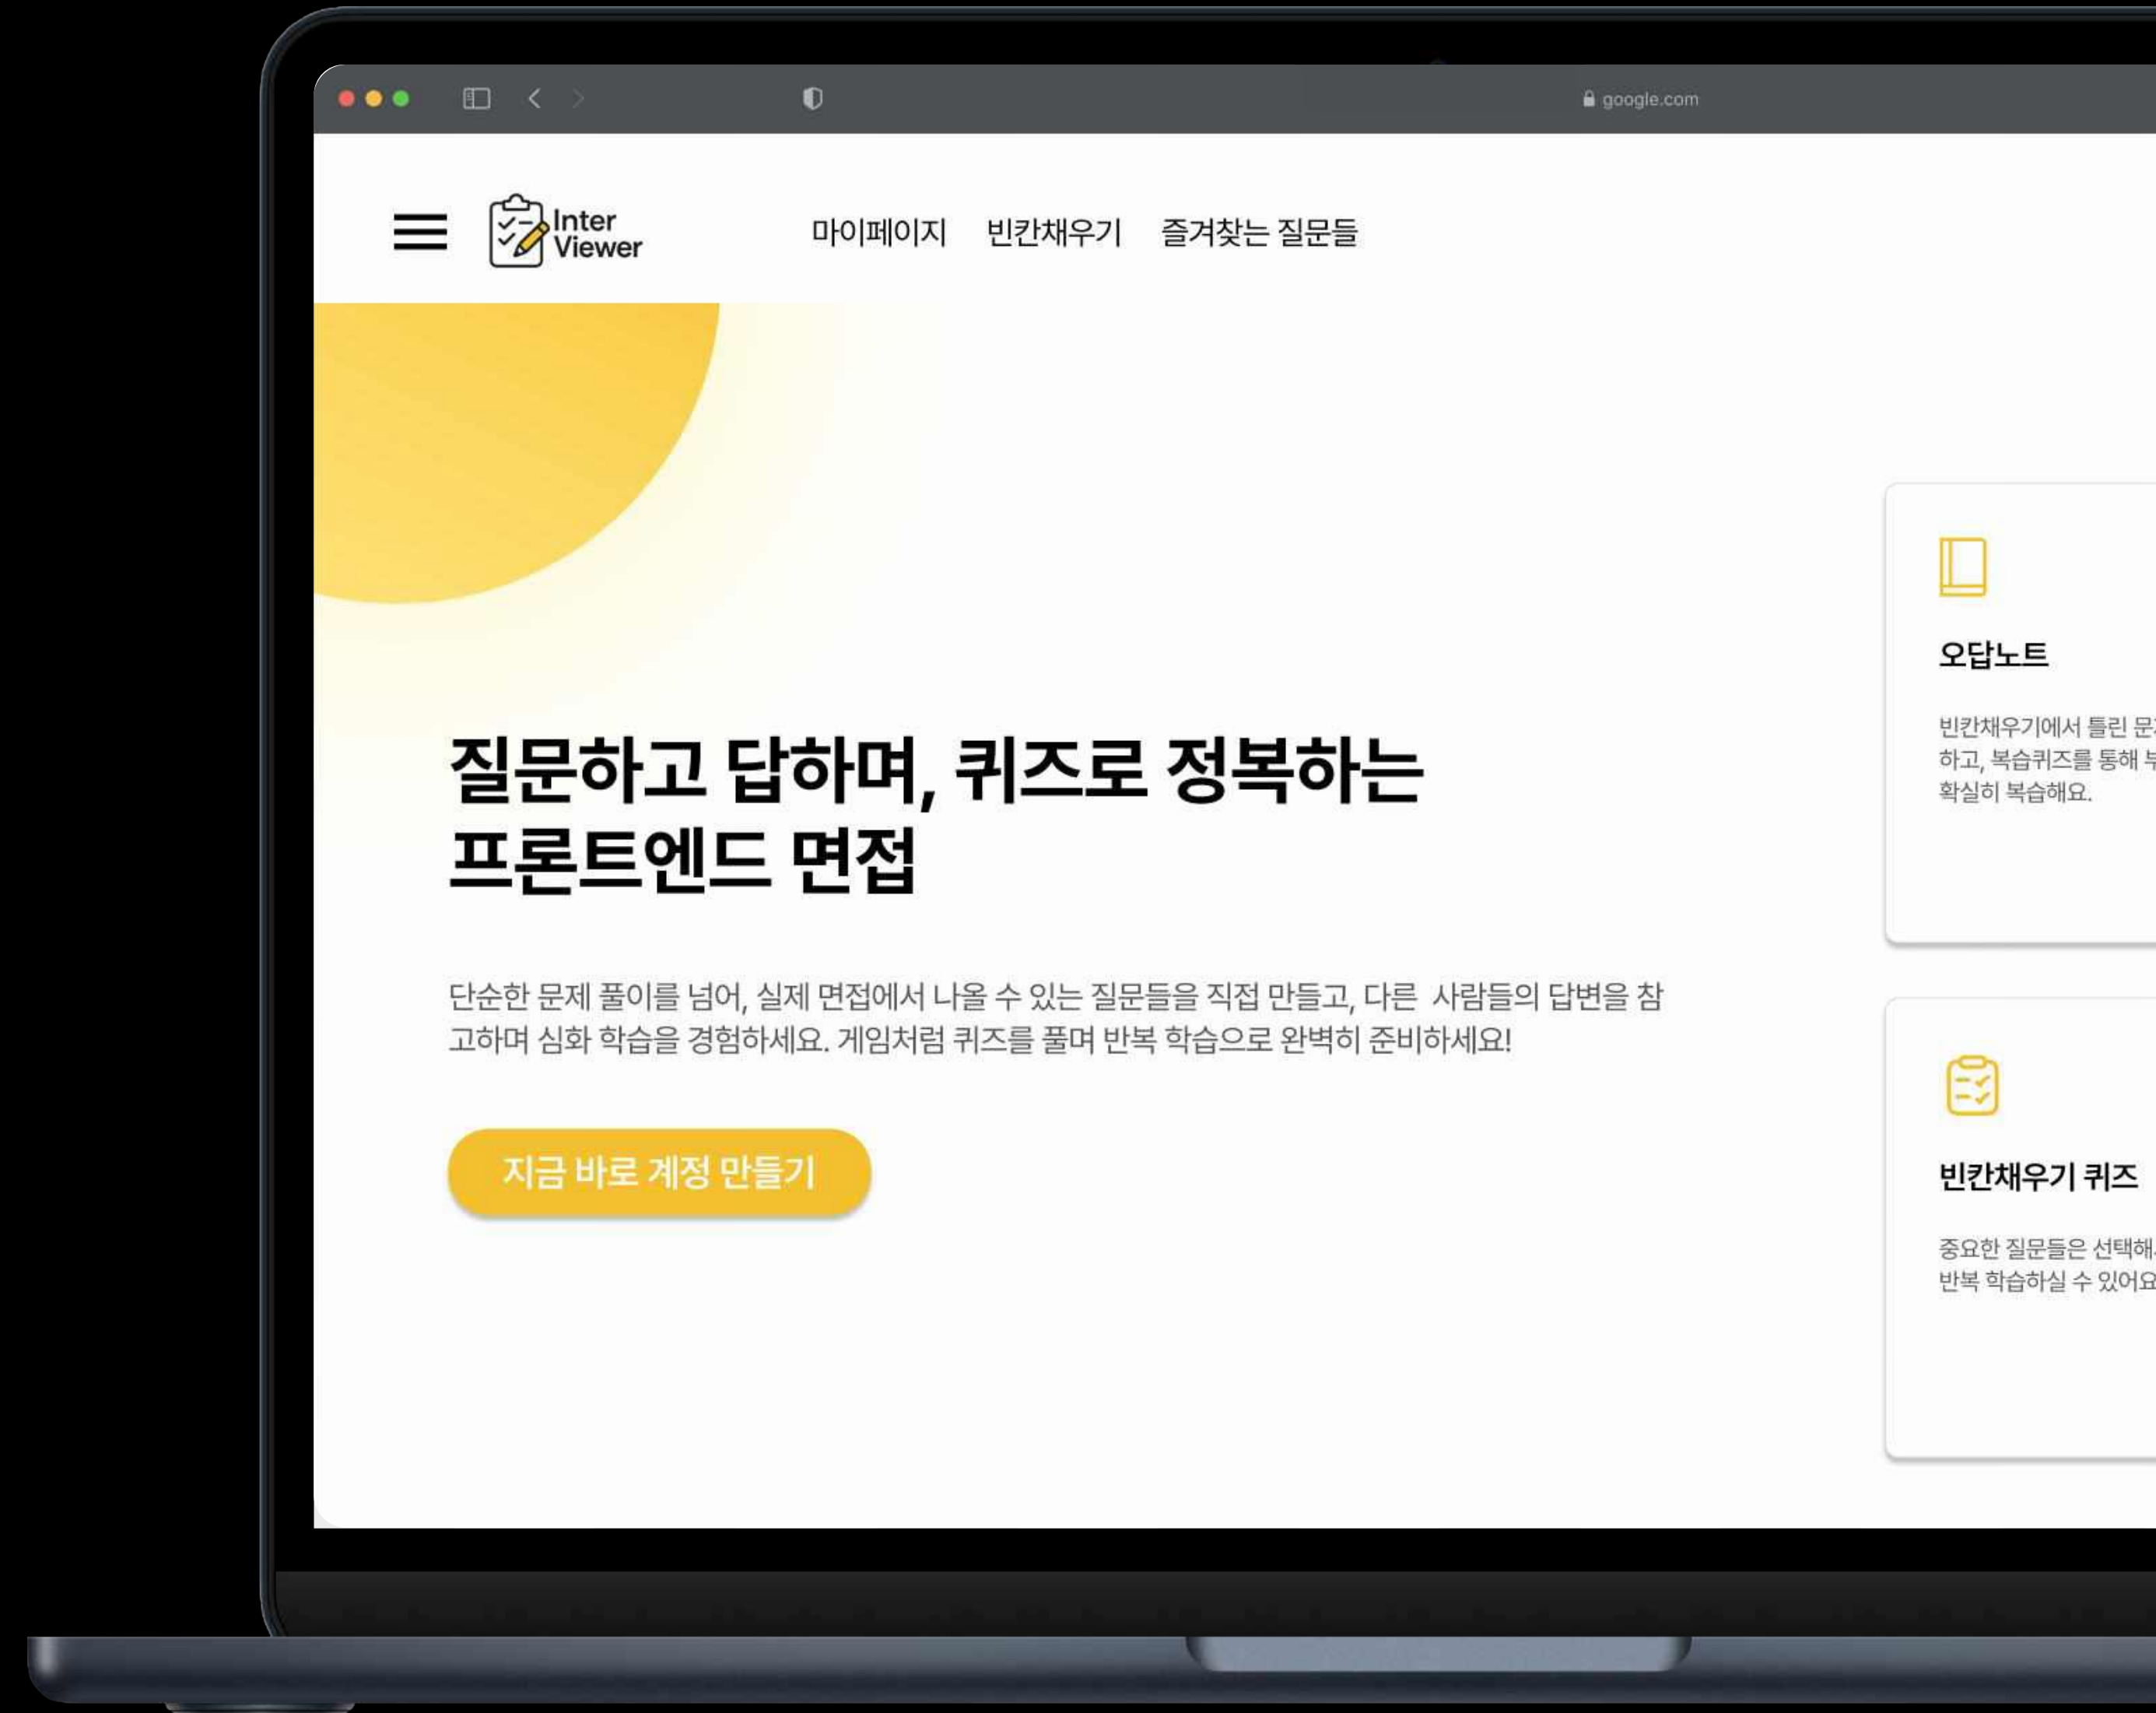 google.com
Inter
Viewer
마이페이지 빈칸채우기 즐겨찾는 질문들
질문하고 답하며, 퀴즈로 정복하는
프론트엔드 면접
단순한 문제 풀이를 넘어, 실제 면접에서 나올 수 있는 질문들을 직접 만들고, 다른 사람들의 답변을 참
고하며 심화 학습을 경험하세요. 게임처럼 퀴즈를 풀며 반복 학습으로 완벽히 준비하세요!
지금 바로 계정 만들기
오답노트
빈칸채우기에서 틀린
하고, 복습퀴즈를 통해
확실히 복습해요.
빈칸채우기 퀴즈
중요한 질문들은 선택해
반복 학습하실 수 있어요